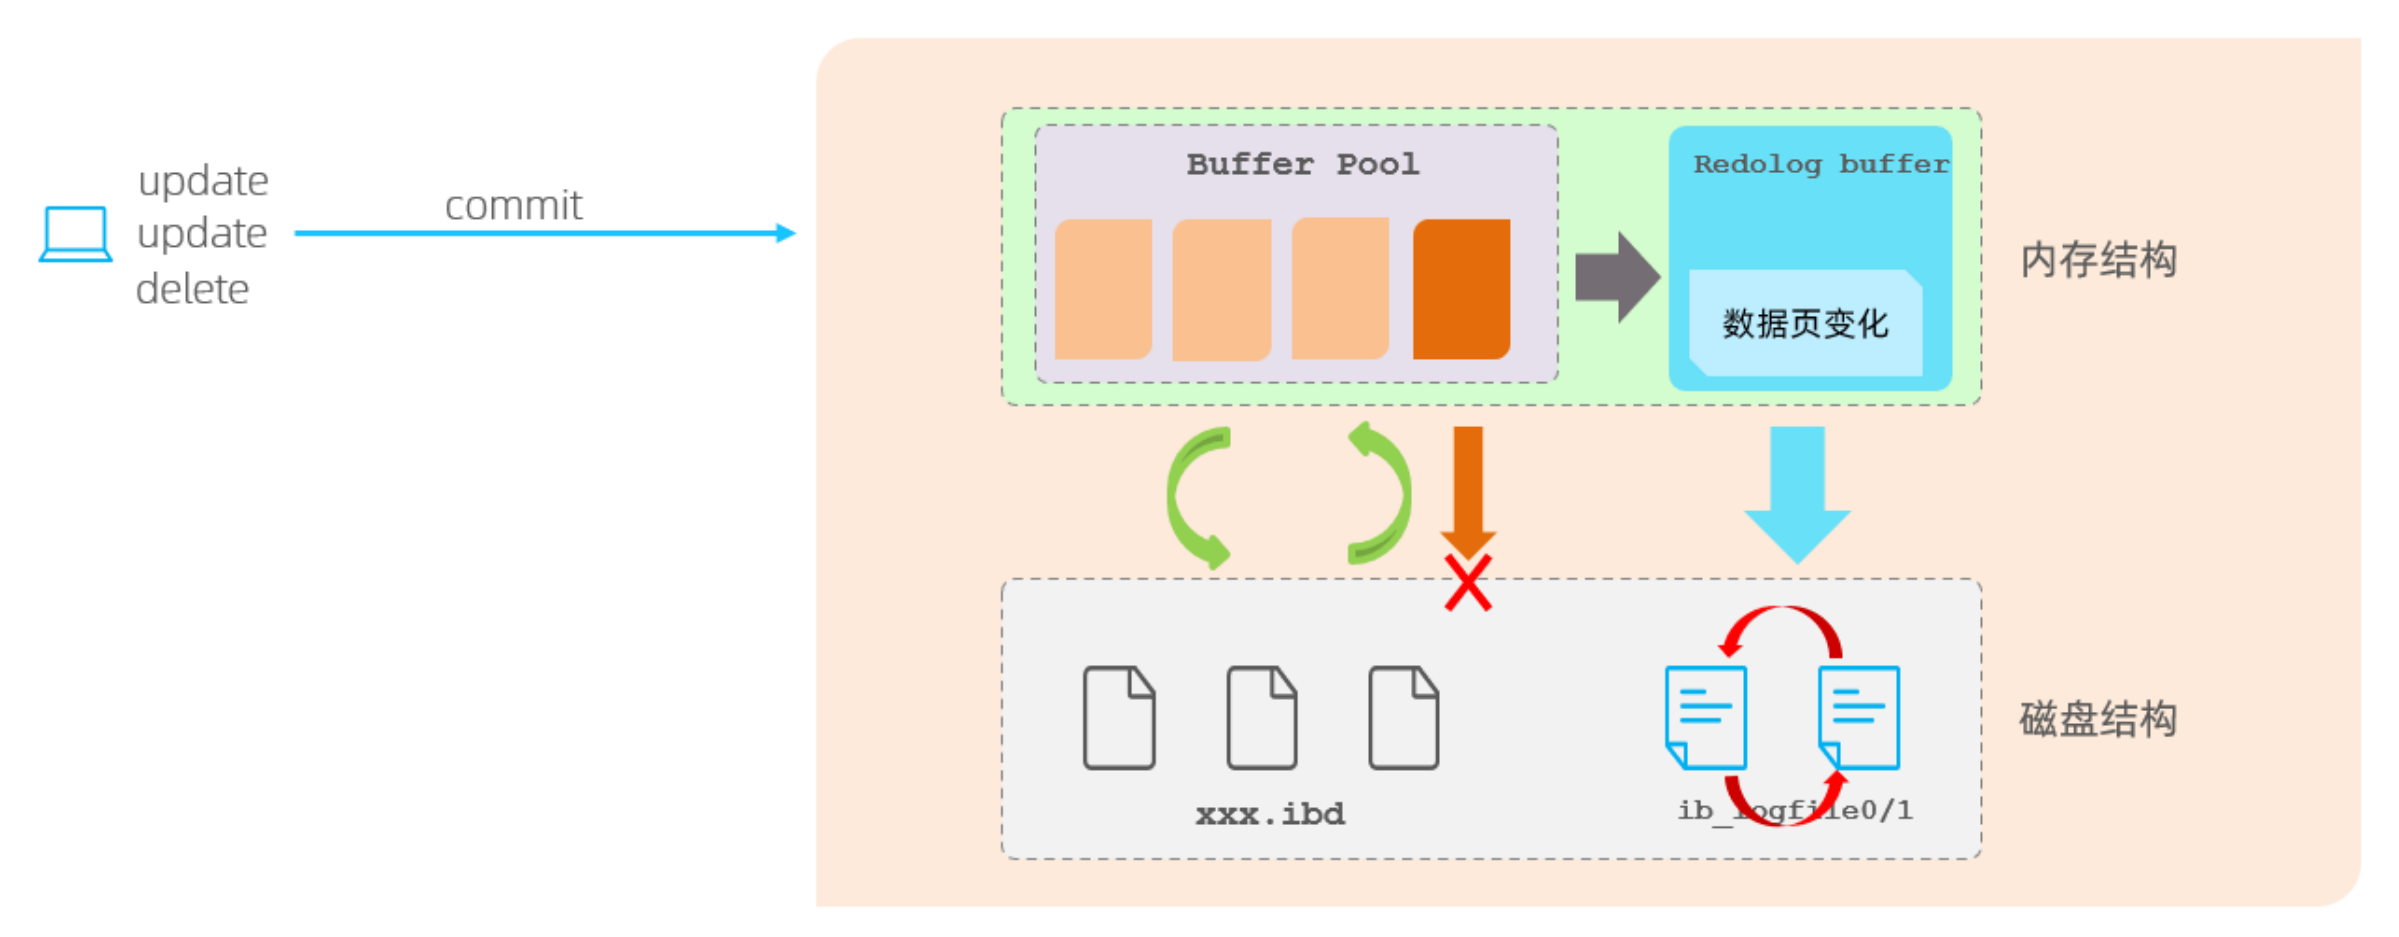 update
update
delete
commit
Buffer Pool
Redolog buffer
数据页变化
内存结构
xxx.ibd
ib_logfile0/1
磁盘结构